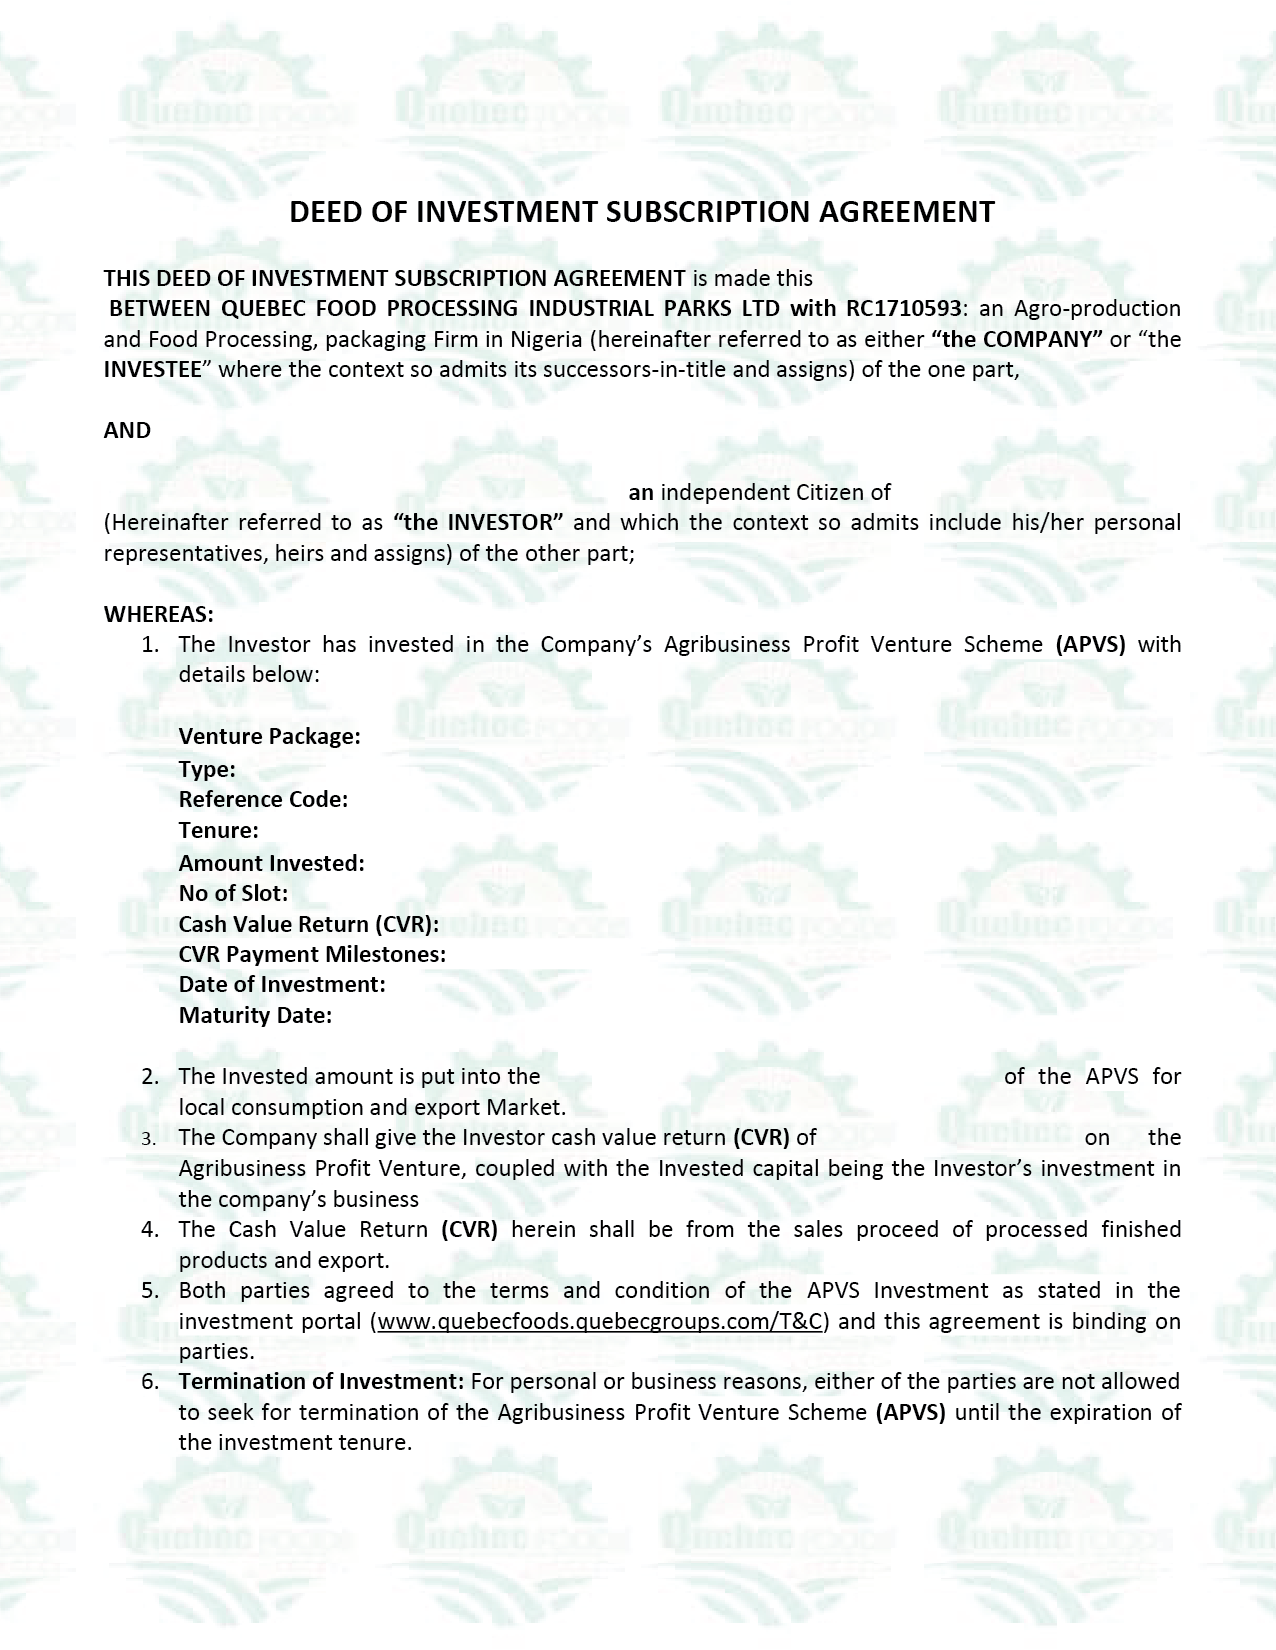 DEED OF INVESTMENT SUBSCRIPTION AGREEMENT
THIS DEED OF INVESTMENT SUBSCRIPTION AGREEMENT is made this
BETWEEN QUEBEC FOOD PROCESSING INDUSTRIAL PARKS LTD with RC1710593: an Agro-production
and Food Processing, packaging Firm in Nigeria (hereinafter referred to as either “the COMPANY” or “the
INVESTEE” where the context so admits its successors-in-title and assigns) of the one part,
AND
an independent Citizen of
(Hereinafter referred to as “the INVESTOR” and which the context so admits include his/her personal
representatives, heirs and assigns) of the other part;
WHEREAS:
1. The Investor has invested in the Company’s Agribusiness Profit Venture Scheme (APVS) with
details below:
Venture Package:
Type:
Reference Code:
Tenure:
Amount Invested:
No of Slot:
Cash Value Return (CVR):
CVR Payment Milestones:
Date of Investment:
Maturity Date:
2. The Invested amount is put into the of the APVS for
local consumption and export Market.
3. The Company shall give the Investor cash value return (CVR) of on the
Agribusiness Profit Venture, coupled with the Invested capital being the Investor’s investment in
the company’s business
4. The Cash Value Return (CVR) herein shall be from the sales proceed of processed finished
products and export.
5. Both parties agreed to the terms and condition of the APVS Investment as stated in the
investment portal (www.quebecfoods.quebecgroups.com/T&C) and this agreement is binding on
parties.
6. Termination of Investment: For personal or business reasons, either of the parties are not allowed
to seek for termination of the Agribusiness Profit Venture Scheme (APVS) until the expiration of
the investment tenure.